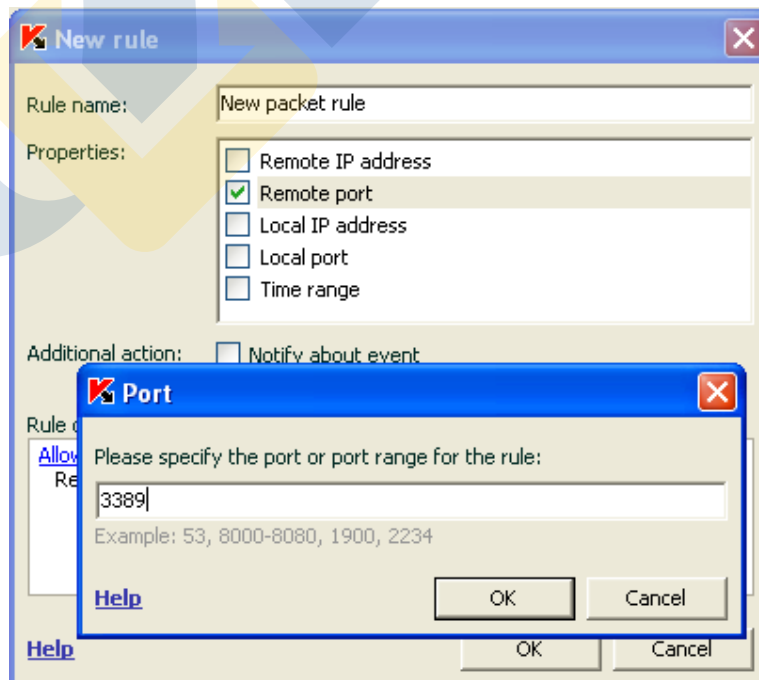 New rule
Rule name: New packet rule
Properties:
Remote IP address
Remote port
Local IP address
Local port
Time range
Additional action: Notify about event
Rule
Port
Please specify the port or port range for the rule:
3389
Example: 53, 8000-8080, 1900, 2234
Help OK Cancel
Help OK Cancel